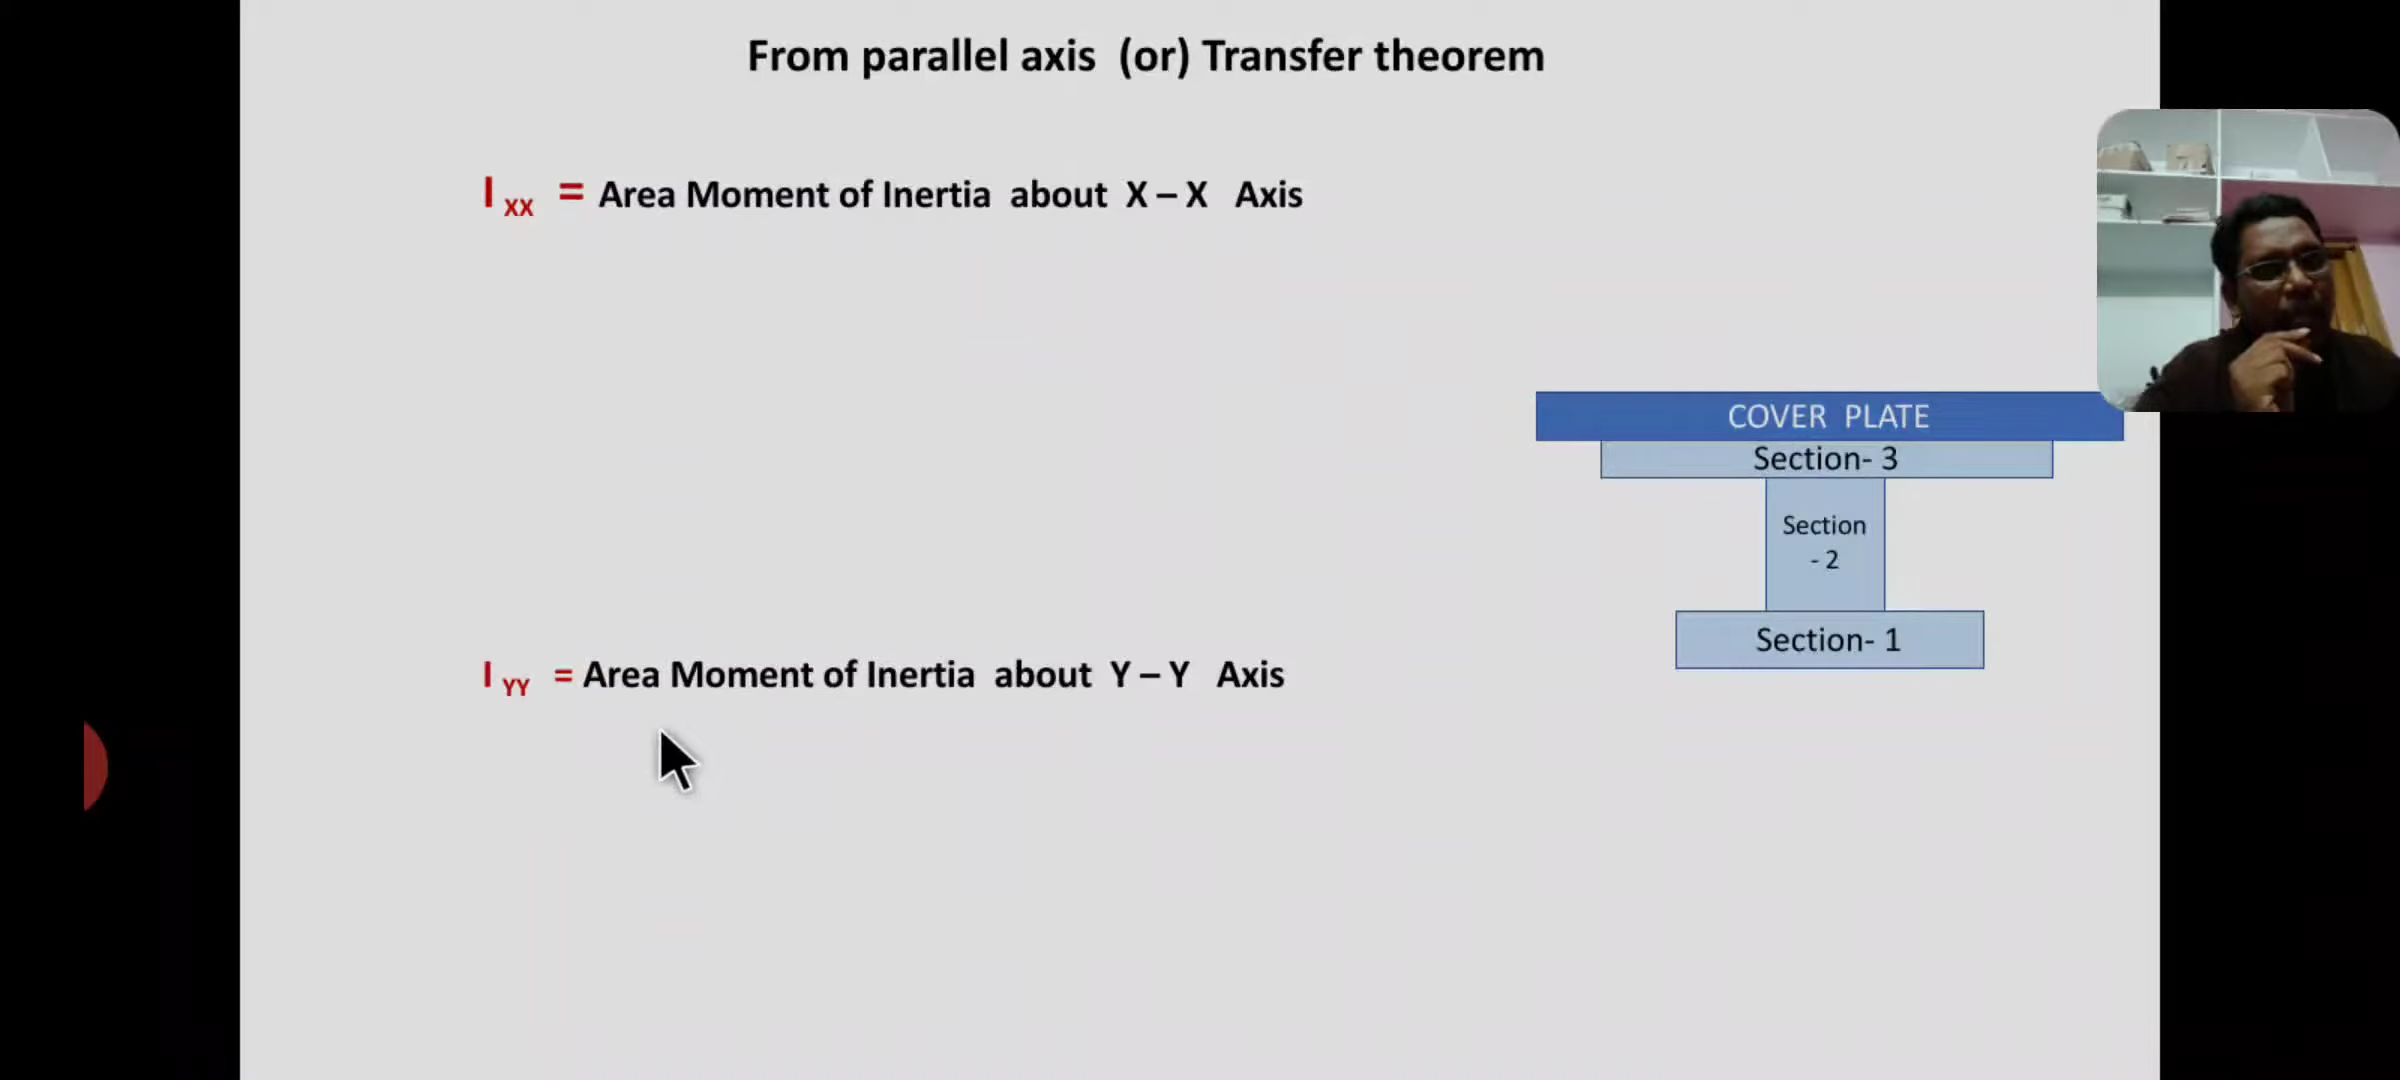 From parallel axis (or) Transfer theorem
I XX = Area Moment of Inertia about X – X Axis
COVER PLATE
Section- 3
Section
- 2
Section- 1
I YY = Area Moment of Inertia about Y – Y Axis